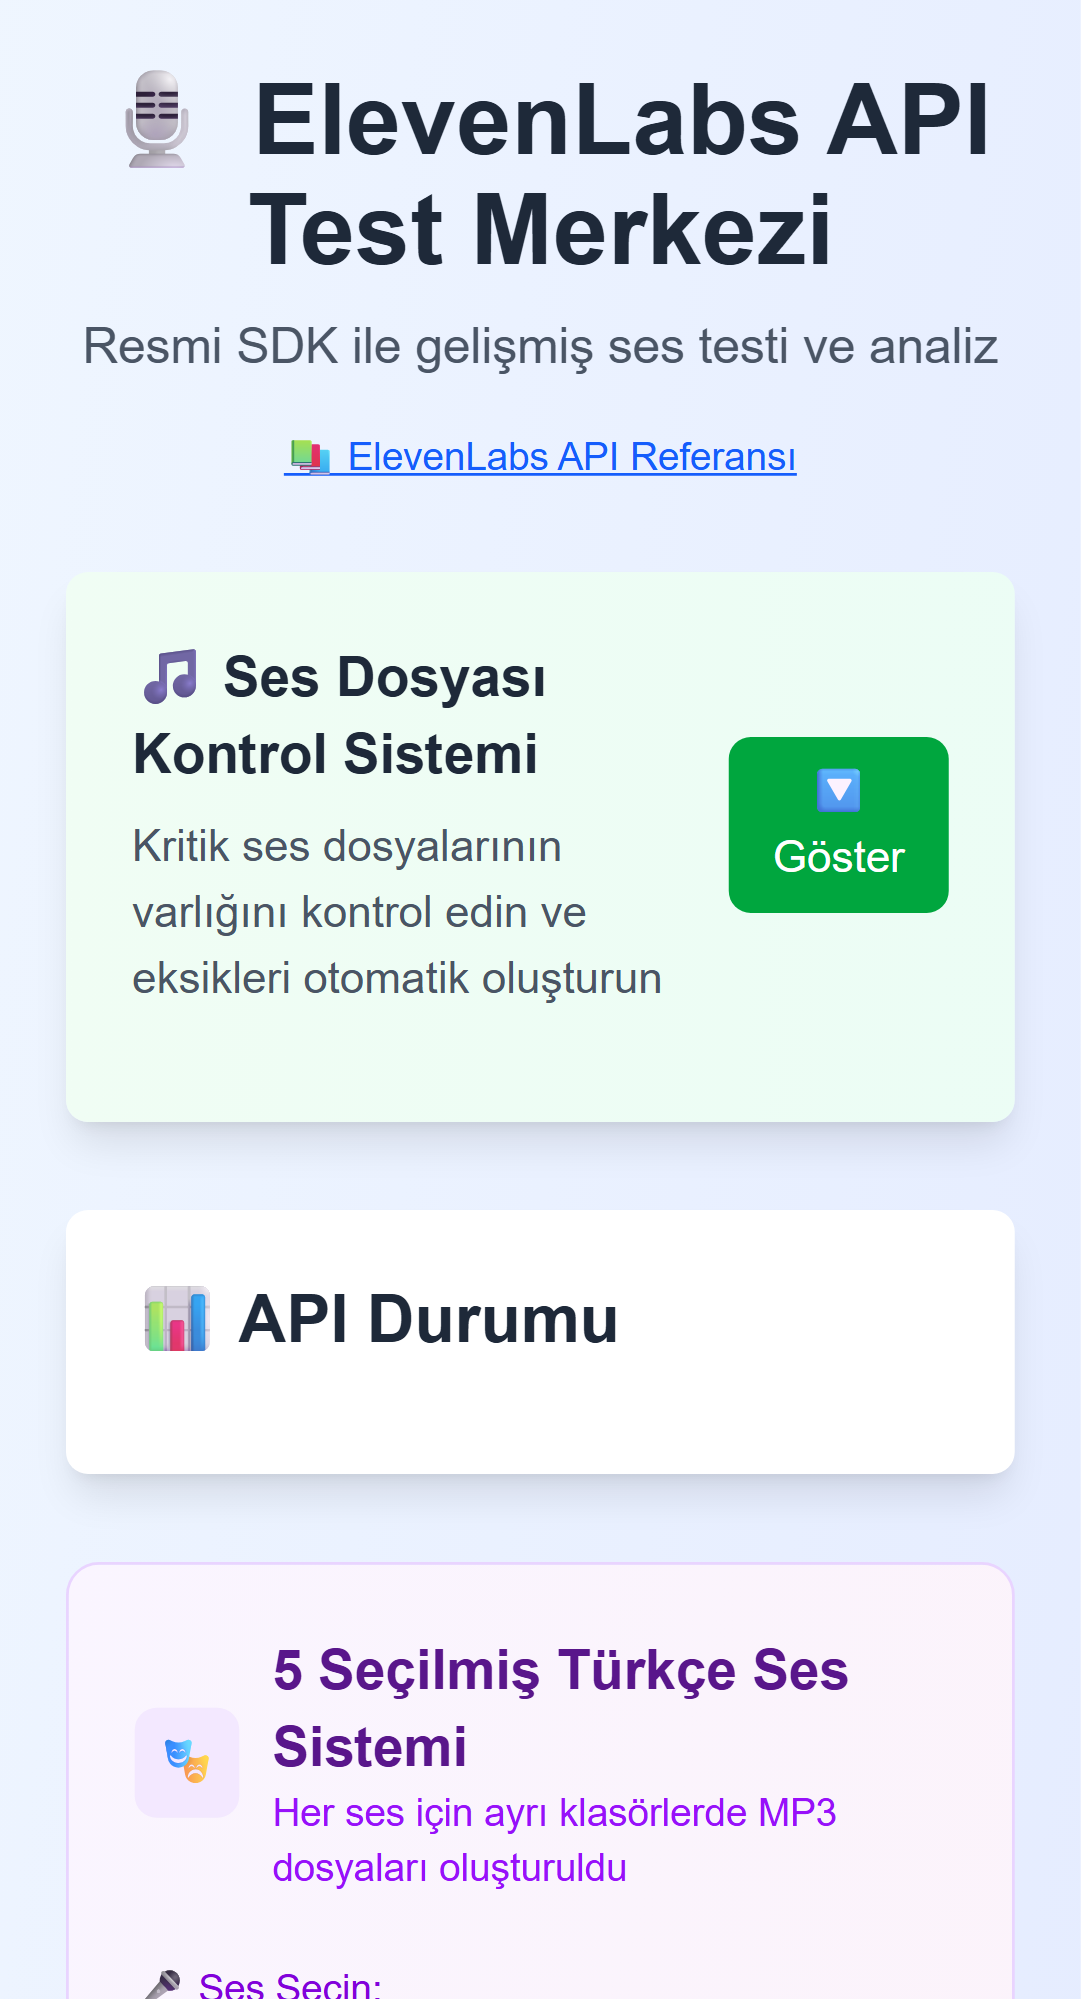 ElevenLabs API
Test Merkezi
Resmi SDK ile gelişmiş ses testi ve analiz
ElevenLabs API Referansı
Ses Dosyası
Kontrol Sistemi
Kritik ses dosyalarının
varlığını kontrol edin ve
eksikleri otomatik oluşturun
Göster
API Durumu
5 Seçilmiş Türkçe Ses
Sistemi
Her ses için ayrı klasörlerde MP3
dosyaları oluşturuldu
Ses Seçin: